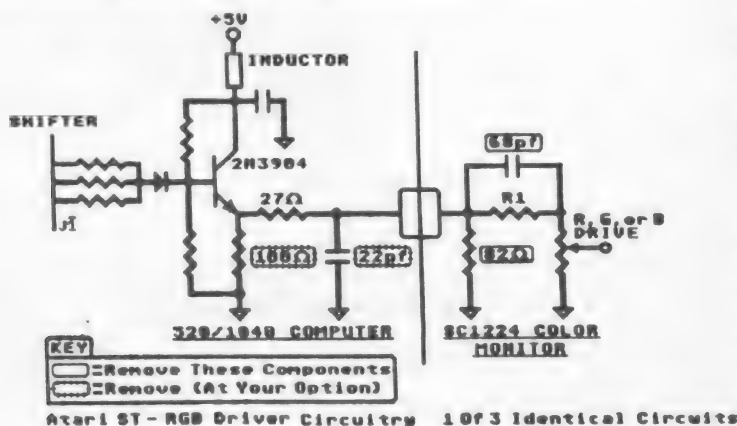 +5V
INDUCTOR
SHIFTER
68pf
2N3904
27Ω
R1
R,G,or B
DRIVE
100Ω
22pf
82Ω
520/1040 COMPUTER
SC1224 COLOR
MONITOR
KEY
=Remove These Components
=Remove (At Your Option)
Atari ST - RGB Driver Circuitry 1 Of 3 Identical Circuits